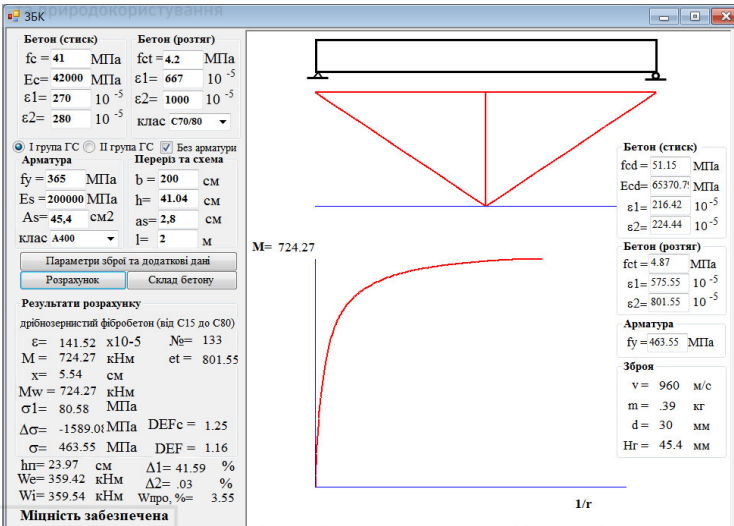 та природокористування
ЗБК
Бетон (стиск)
fc = 41 МПа
Ec= 42000 МПа
ε1= 270 10 -5
ε2= 280 10 -5
Бетон (розтяг)
fct = 4.2 МПа
ε1= 667 10 -5
ε2= 1000 10 -5
клас C70/80
І група ГС ІІ група ГС Без арматури
Арматура
fy = 365 МПа
Es = 200000 МПа
As= 45,4 см2
клас A400
Переріз та схема
b = 200 см
h= 41.04 см
as= 2,8 см
l= 2 м
Параметри зброї та додаткові дані
Розрахунок Склад бетону
Результати розрахунку
дрібнозернистий фібробетон (від С15 до С80)
ε= 141.52 x10-5 №= 133
M = 724.27 кНм et = 801.55
x= 5.54 см
Mw = 724.27 кНм
σ1= 80.58 МПа
Δσ= -1589.08 МПа DEFc = 1.25
σ= 463.55 МПа DEF = 1.16
hп= 23.97 см Δ1= 41.59 %
We= 359.42 кНм Δ2= .03 %
Wi= 359.54 кНм Wпро, %= 3.55
Міцність забезпечена
M= 724.27
1/r
Бетон (стиск)
fcd = 51.15 МПа
Ecd= 65370.79 МПа
ε1= 216.42 10 -5
ε2= 224.44 10 -5
Бетон (розтяг)
fct = 4.87 МПа
ε1= 575.55 10 -5
ε2= 801.55 10 -5
Арматура
fy = 463.55 МПа
Зброя
v = 960 м/с
m = .39 кг
d = 30 мм
Hr = 45.4 мм